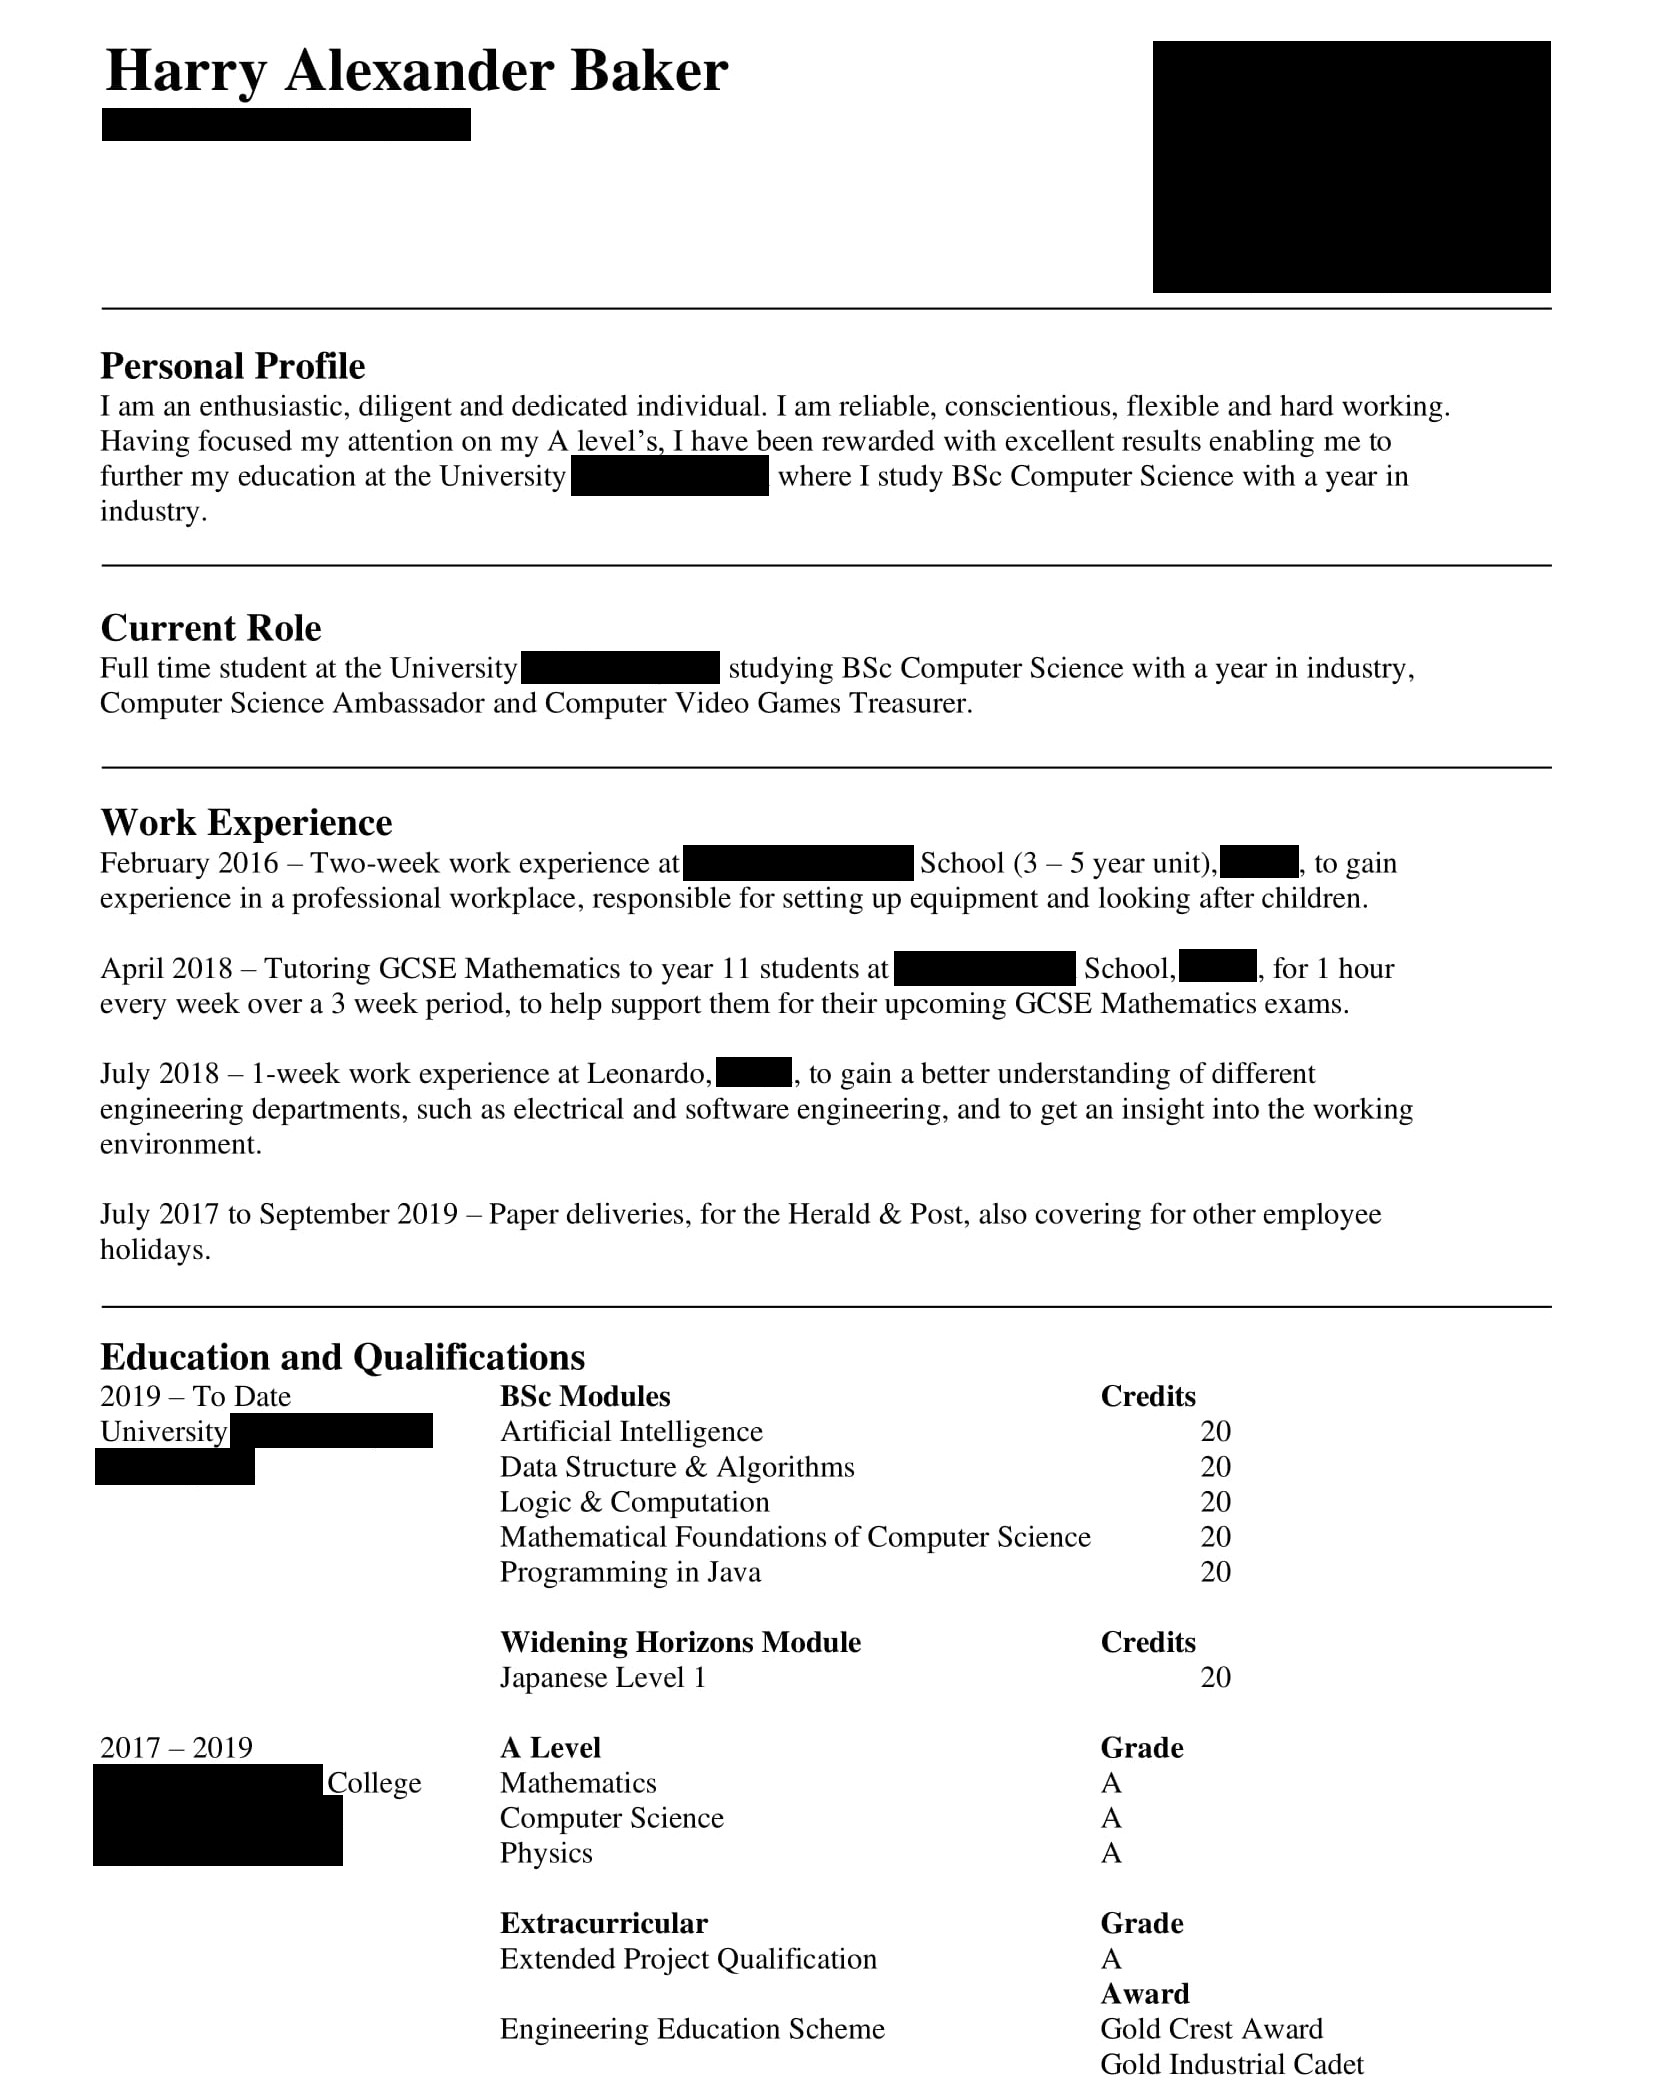 Harry Alexander Baker
Personal Profile
I am an enthusiastic, diligent and dedicated individual. I am reliable, conscientious, flexible and hard working.
Having focused my attention on my A level’s, I have been rewarded with excellent results enabling me to
further my education at the University where I study BSc Computer Science with a year in
industry.
Current Role
Full time student at the University studying BSc Computer Science with a year in industry,
Computer Science Ambassador and Computer Video Games Treasurer.
Work Experience
February 2016 – Two-week work experience at School (3 – 5 year unit), , to gain
experience in a professional workplace, responsible for setting up equipment and looking after children.
April 2018 – Tutoring GCSE Mathematics to year 11 students at School, , for 1 hour
every week over a 3 week period, to help support them for their upcoming GCSE Mathematics exams.
July 2018 – 1-week work experience at Leonardo, , to gain a better understanding of different
engineering departments, such as electrical and software engineering, and to get an insight into the working
environment.
July 2017 to September 2019 – Paper deliveries, for the Herald & Post, also covering for other employee
holidays.
Education and Qualifications
2019 – To Date BSc Modules Credits
University Artificial Intelligence 20
Data Structure & Algorithms 20
Logic & Computation 20
Mathematical Foundations of Computer Science 20
Programming in Java 20
Widening Horizons Module Credits
Japanese Level 1 20
2017 – 2019 A Level Grade
College Mathematics A
Computer Science A
Physics A
Extracurricular Grade
Extended Project Qualification A
Award
Engineering Education Scheme Gold Crest Award
Gold Industrial Cadet